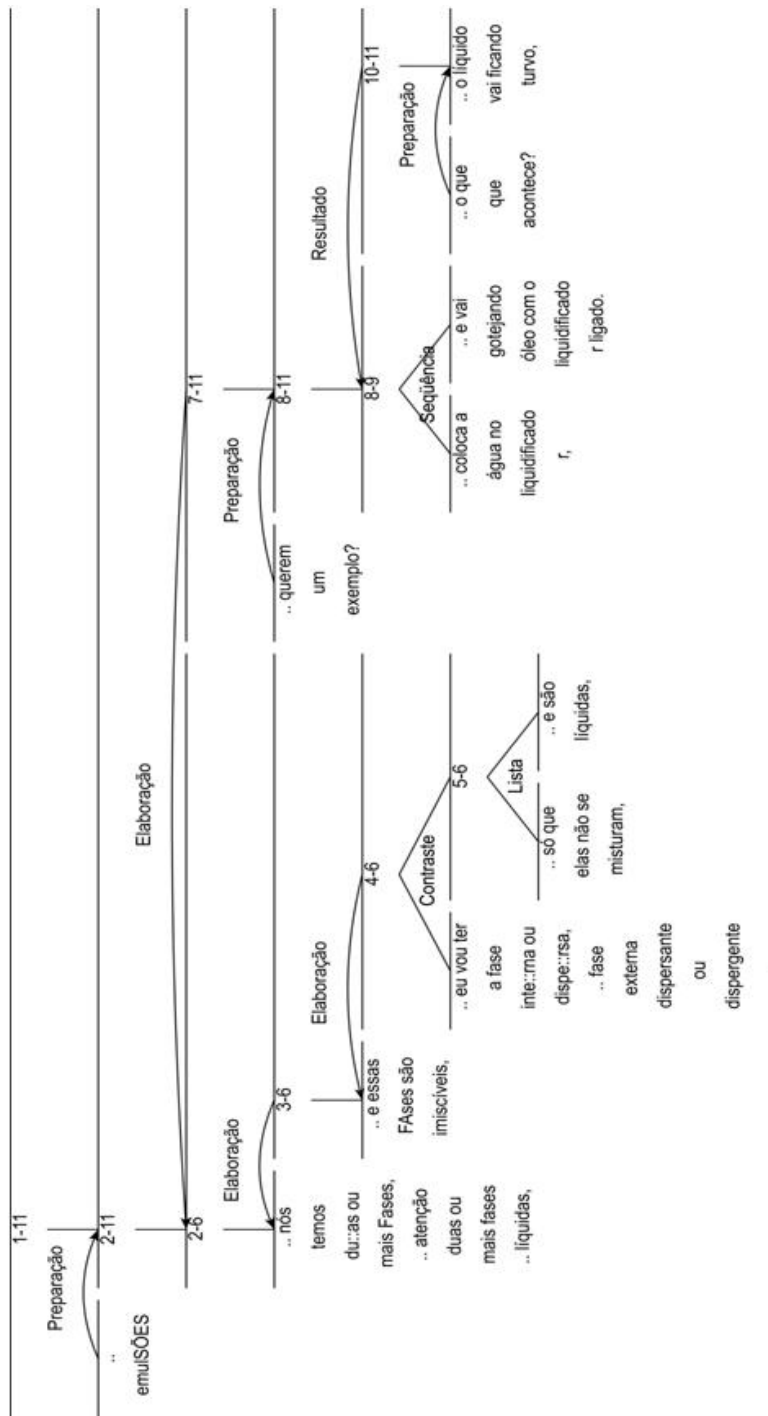 1-11
Preparação
..
emulSÕES
2-11
Elaboração
2-6
7-11
Elaboração
.. nós
temos
du::as ou
mais Fases,
.. atenção
duas ou
mais fases
.. líquidas,
3-6
Elaboração
.. e essas
FAses são
imiscíveis,
4-6
Contraste
.. eu vou ter
a fase
inte::rna ou
dispe::rsa,
.. fase
externa
dispersante
ou
dispergente
5-6
Lista
.. só que
elas não se
misturam,
.. e são
líquidas,
Preparação
.. querem
um
exemplo?
8-11
Resultado
8-9
Seqüência
.. coloca a
água no
liquidificado
r,
.. e vai
gotejando
óleo com o
liquidificado
r ligado.
10-11
Preparação
.. o que
que
acontece?
.. o líquido
vai ficando
turvo,